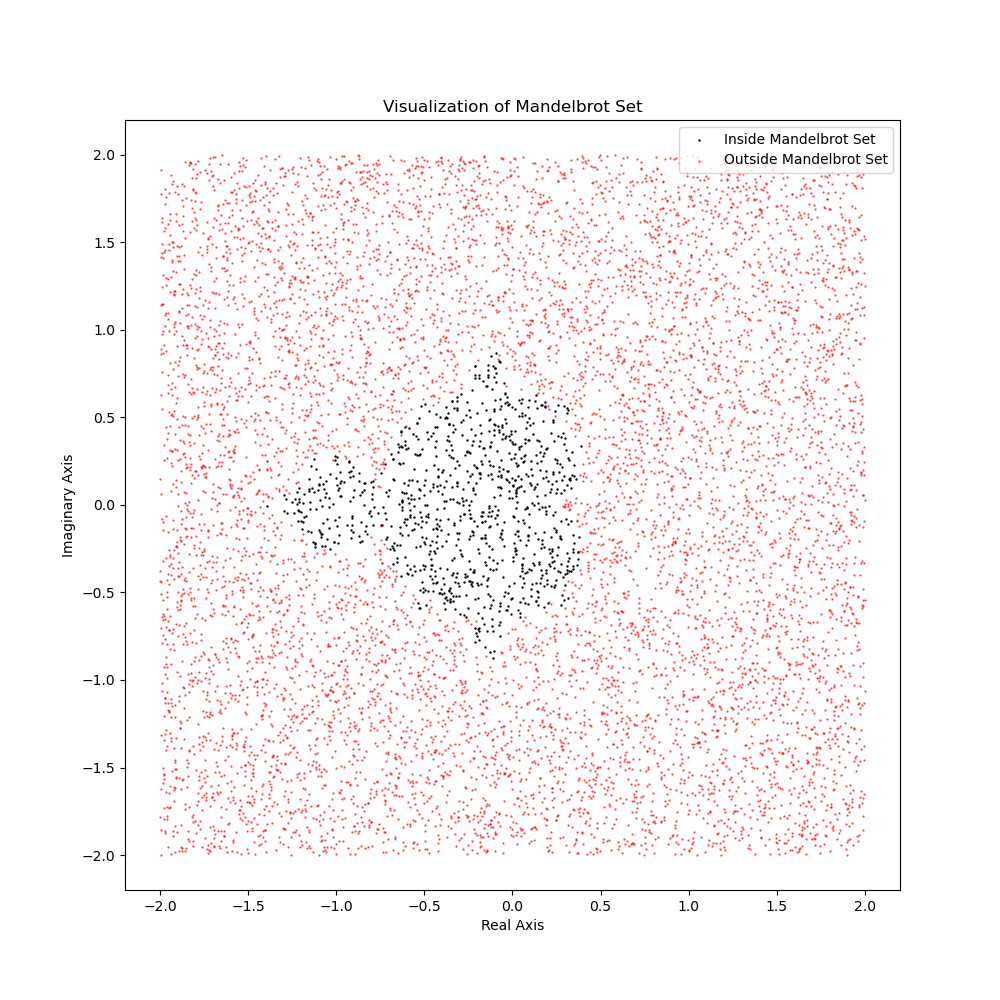 Visualization of Mandelbrot Set
Inside Mandelbrot Set
Outside Mandelbrot Set
2.0
1.5
1.0
0.5
0.0
−0.5
−1.0
−1.5
−2.0
Imaginary Axis
−2.0 −1.5 −1.0 −0.5 0.0 0.5 1.0 1.5 2.0
Real Axis